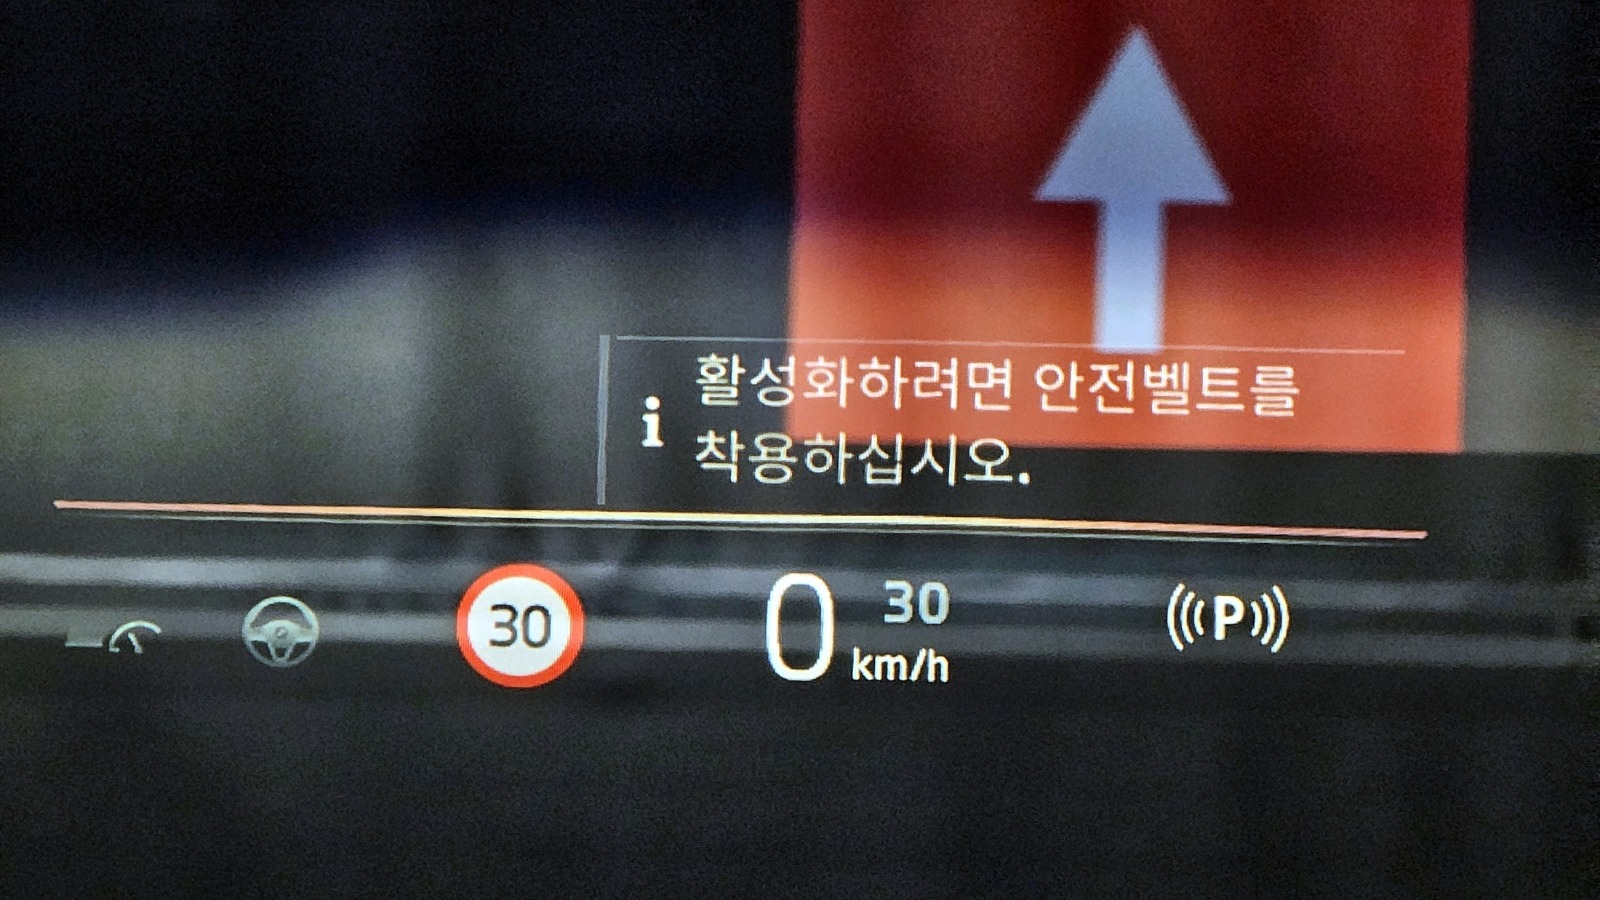 활성화하려면 안전벨트를
i 착용하십시오.
30 0 30 km/h (((P)))